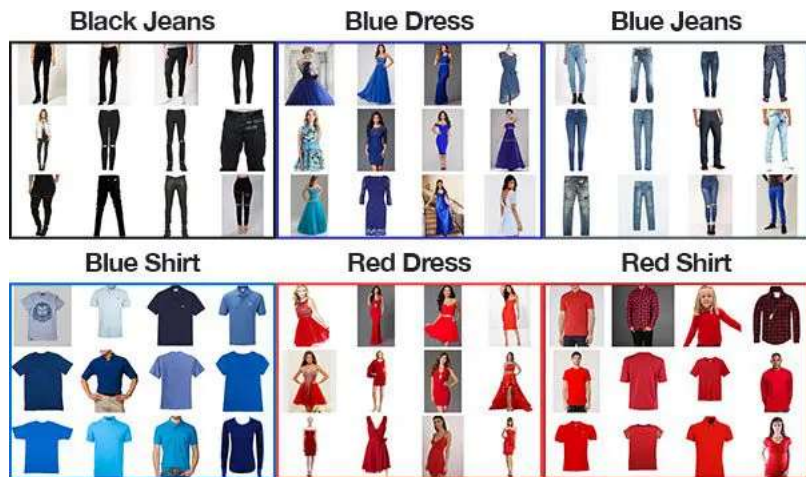 Black Jeans
Blue Dress
Blue Jeans
Blue Shirt
Red Dress
Red Shirt